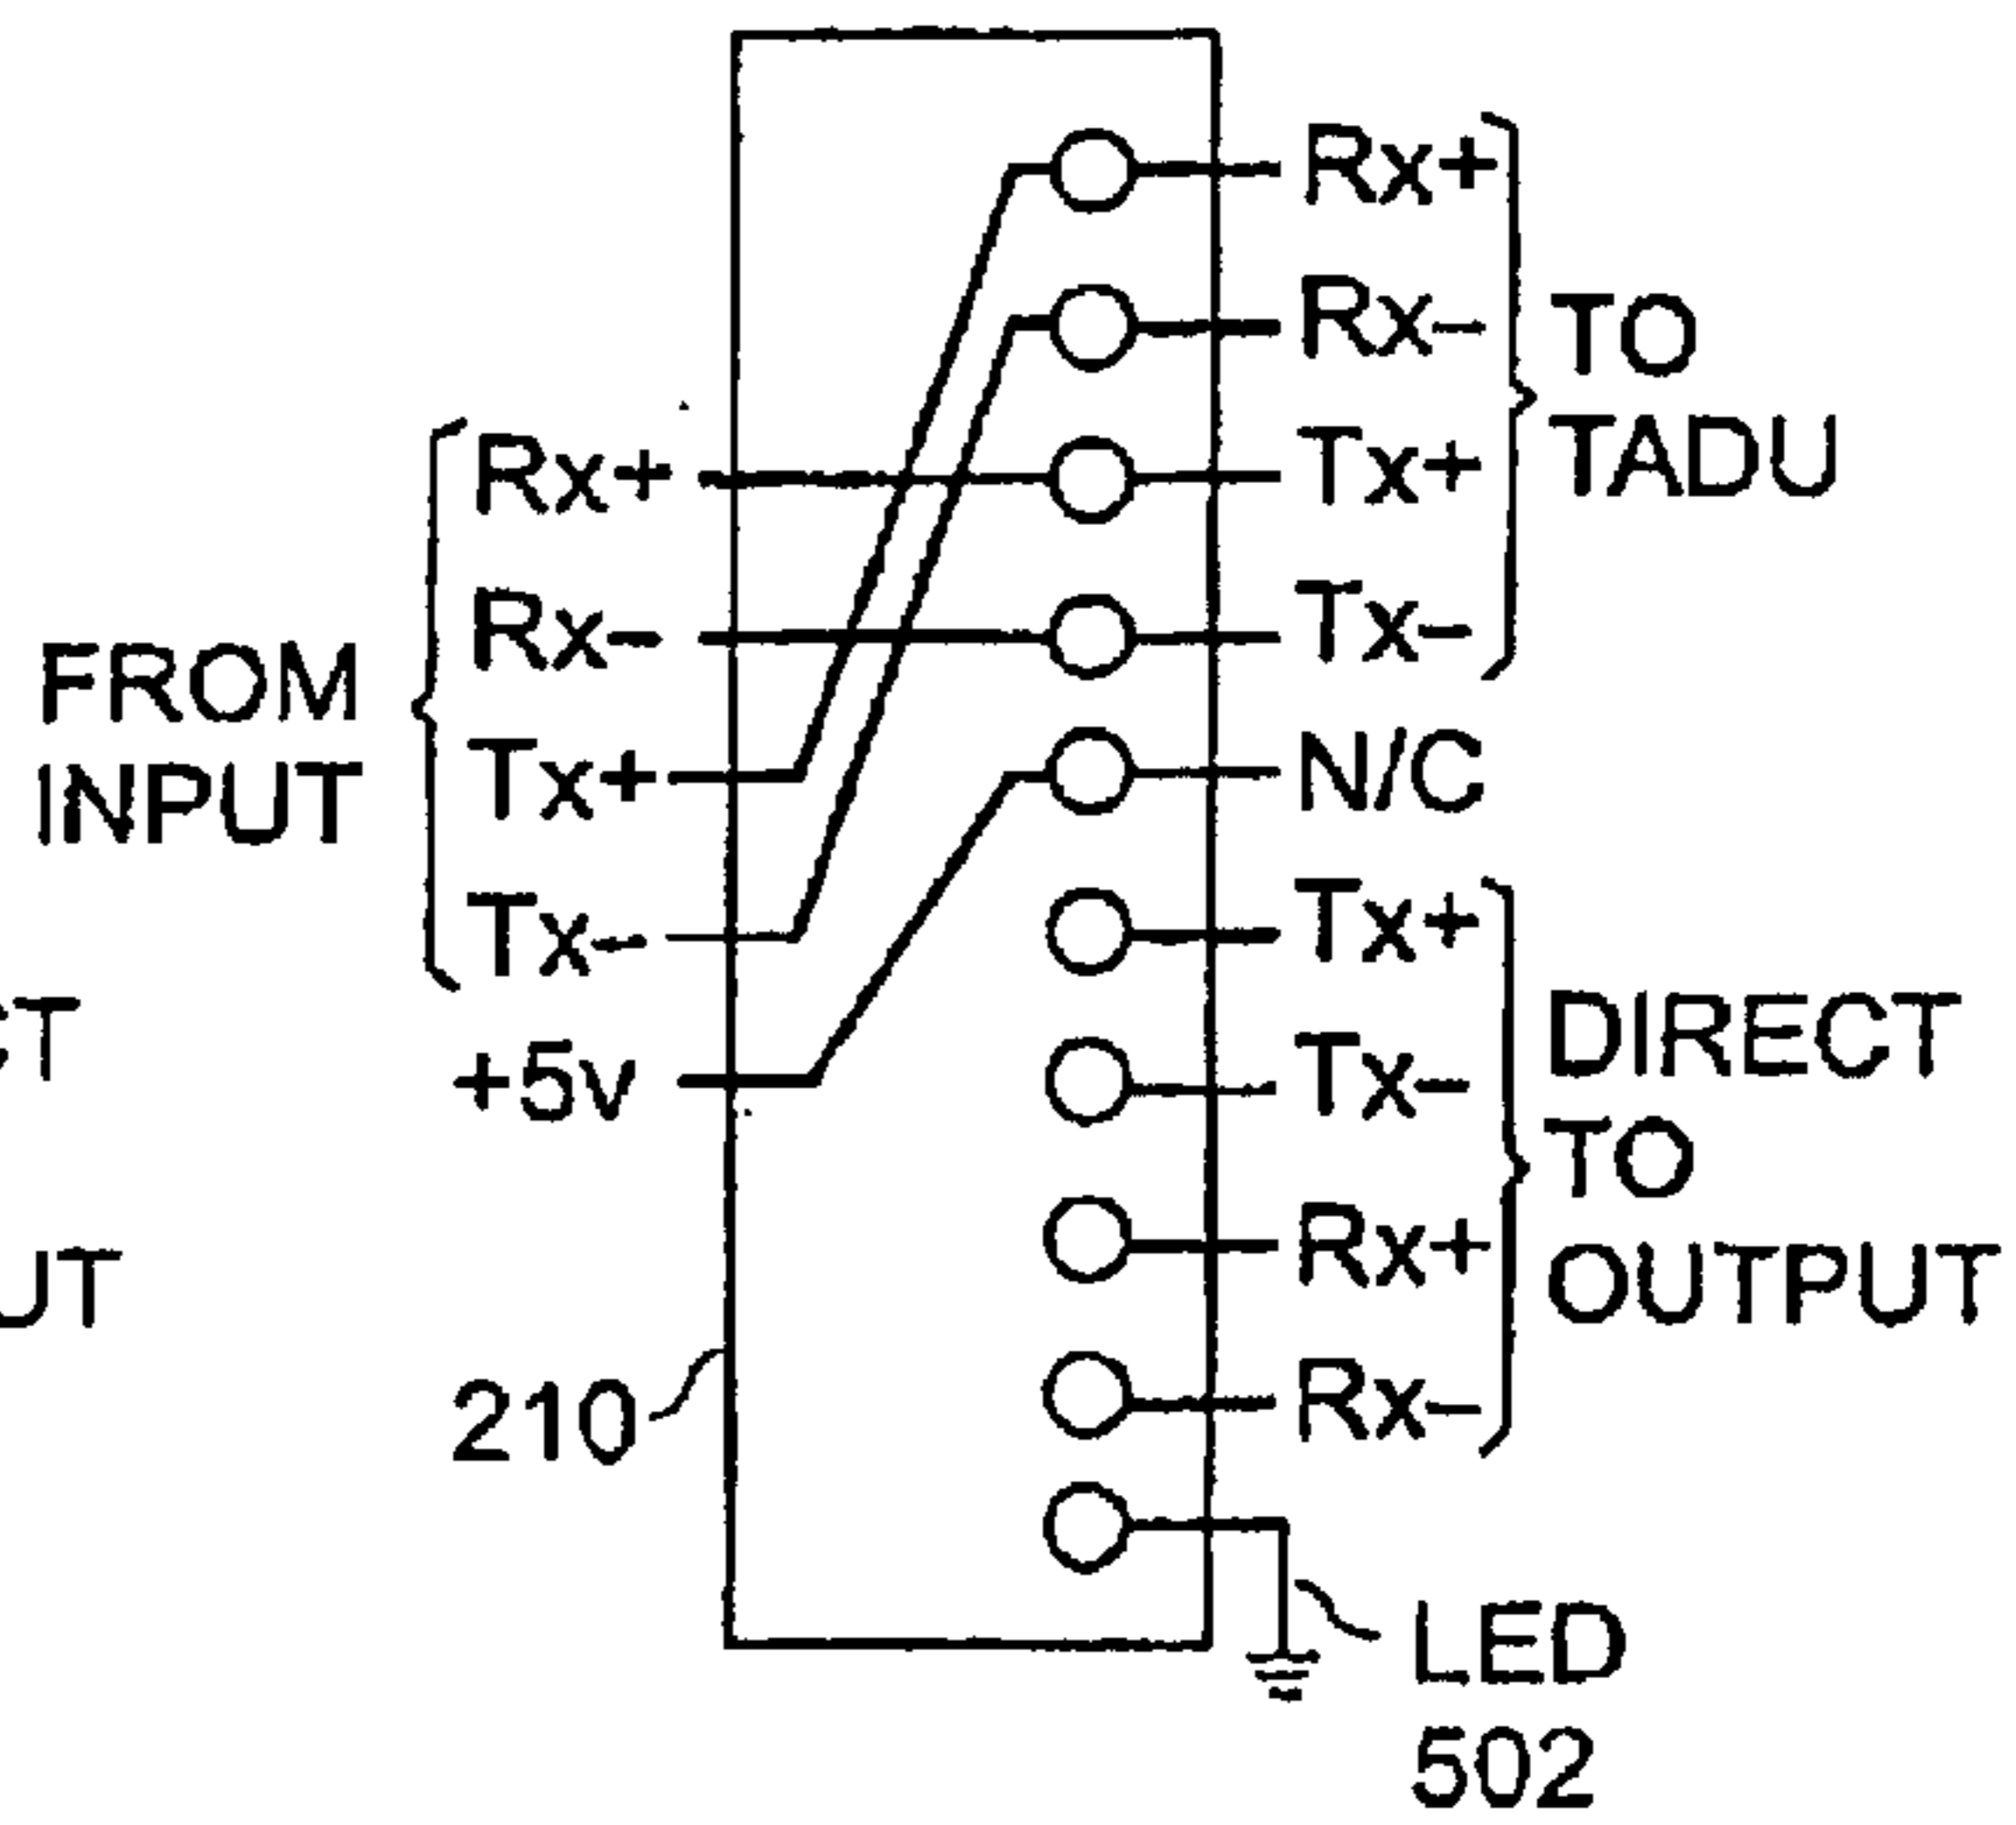 Rx+
Rx–
Tx+
Tx–
TO
TADU
FROM
INPUT
Rx+
Rx–
Tx+
Tx–
+5v
N/C
Tx+
Tx–
Rx+
Rx–
DIRECT
TO
OUTPUT
210
LED
502